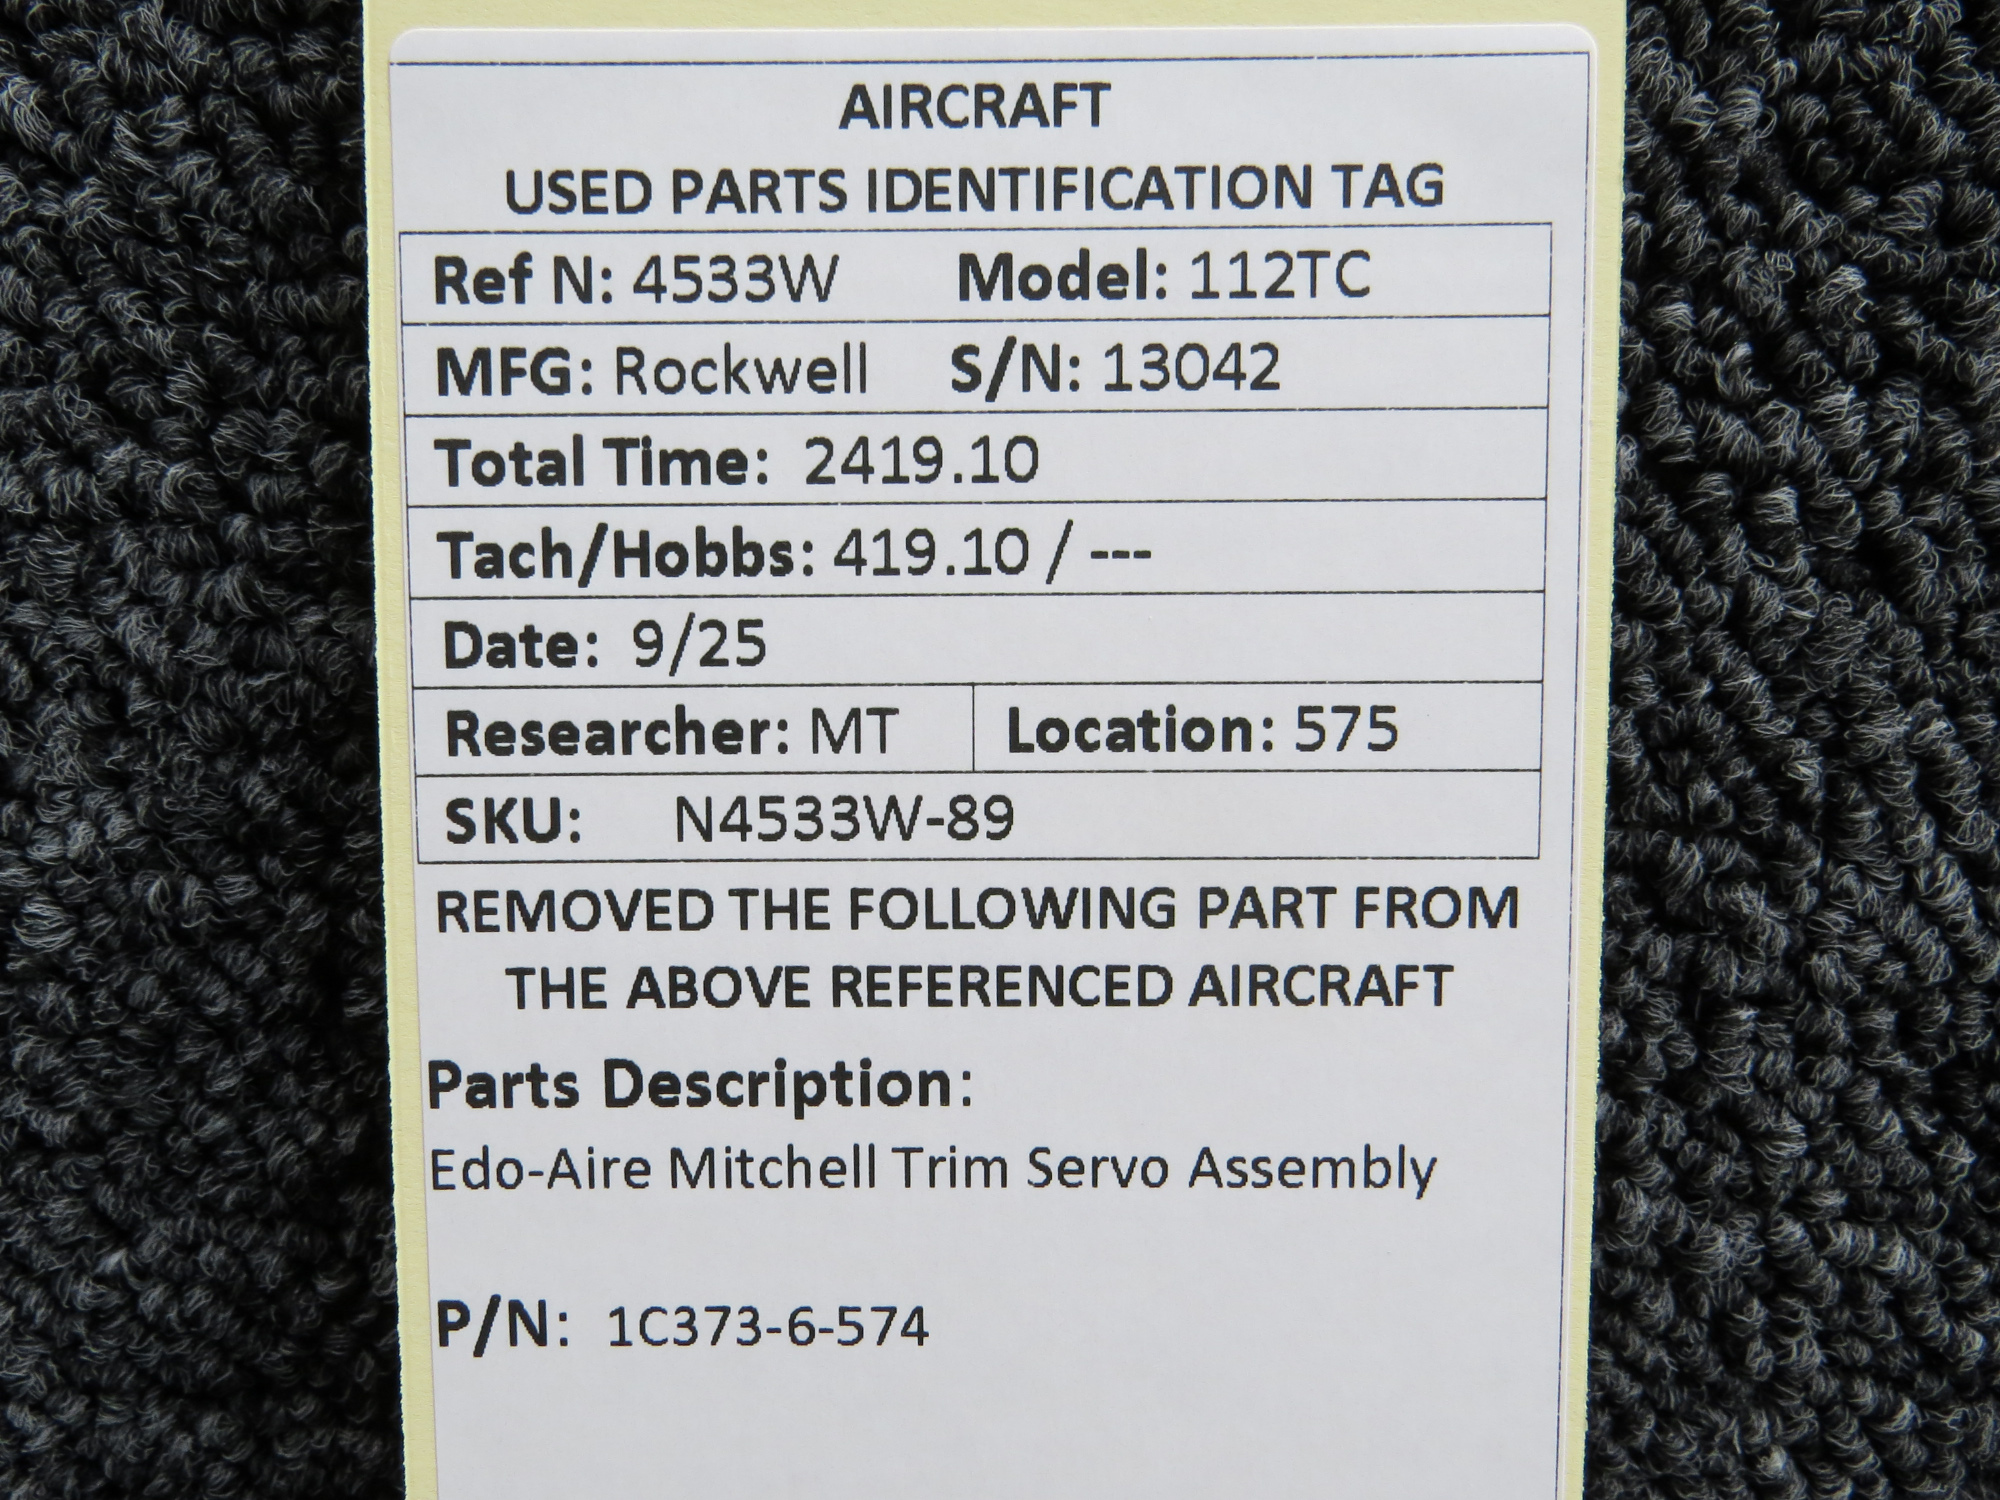 AIRCRAFT
USED PARTS IDENTIFICATION TAG
Ref N: 4533W Model: 112TC
MFG: Rockwell S/N: 13042
Total Time: 2419.10
Tach/Hobbs: 419.10 / ---
Date: 9/25
Researcher: MT Location: 575
SKU: N4533W-89
REMOVED THE FOLLOWING PART FROM
THE ABOVE REFERENCED AIRCRAFT
Parts Description:
Edo-Aire Mitchell Trim Servo Assembly
P/N: 1C373-6-574